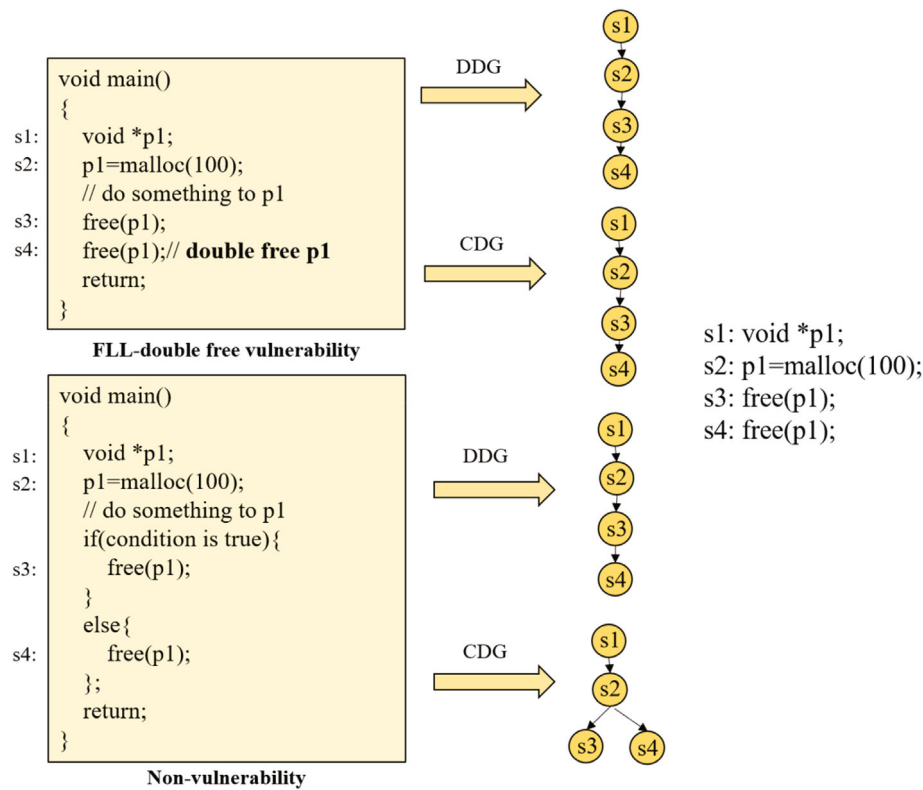 void main()
{
s1: void *p1;
s2: p1=malloc(100);
// do something to p1
s3: free(p1);
s4: free(p1);// double free p1
return;
}
FLL-double free vulnerability
DDG
s1
s2
s3
s4
CDG
s1
s2
s3
s4
void main()
{
s1: void *p1;
s2: p1=malloc(100);
// do something to p1
if(condition is true){
s3: free(p1);
}
else{
s4: free(p1);
};
return;
}
Non-vulnerability
DDG
s1
s2
s3
s4
CDG
s1
s2
s3 s4
s1: void *p1;
s2: p1=malloc(100);
s3: free(p1);
s4: free(p1);